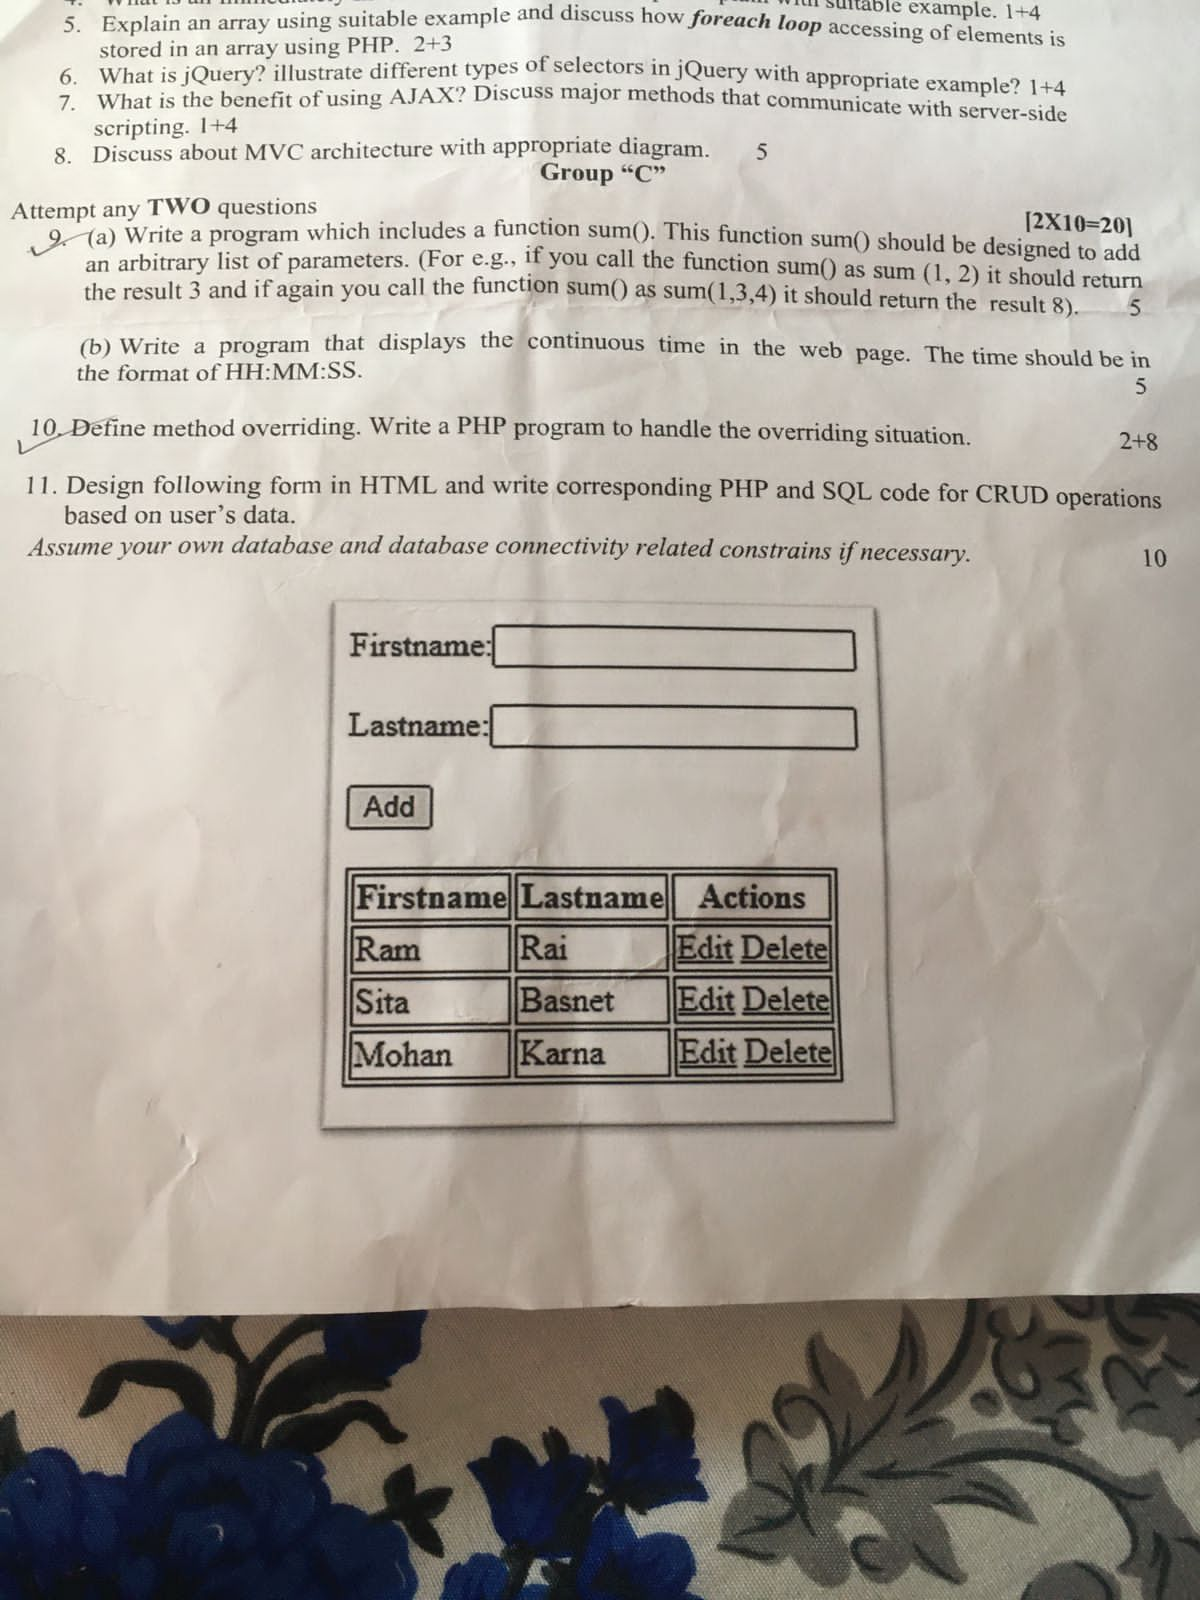 suitable example. 1+4
5. Explain an array using suitable example and discuss how foreach loop accessing of elements is
stored in an array using PHP. 2+3
6. What is jQuery? illustrate different types of selectors in jQuery with appropriate example? 1+4
7. What is the benefit of using AJAX? Discuss major methods that communicate with server-side
scripting. 1+4
8. Discuss about MVC architecture with appropriate diagram. 5
Group “C”
Attempt any TWO questions [2X10=20]
9. (a) Write a program which includes a function sum(). This function sum() should be designed to add
an arbitrary list of parameters. (For e.g., if you call the function sum() as sum (1, 2) it should return
the result 3 and if again you call the function sum() as sum(1,3,4) it should return the result 8). 5
(b) Write a program that displays the continuous time in the web page. The time should be in
the format of HH:MM:SS. 5
10. Define method overriding. Write a PHP program to handle the overriding situation. 2+8
11. Design following form in HTML and write corresponding PHP and SQL code for CRUD operations
based on user’s data.
Assume your own database and database connectivity related constrains if necessary. 10
Firstname:
Lastname:
Add
Firstname Lastname Actions
Ram Rai Edit Delete
Sita Basnet Edit Delete
Mohan Karna Edit Delete